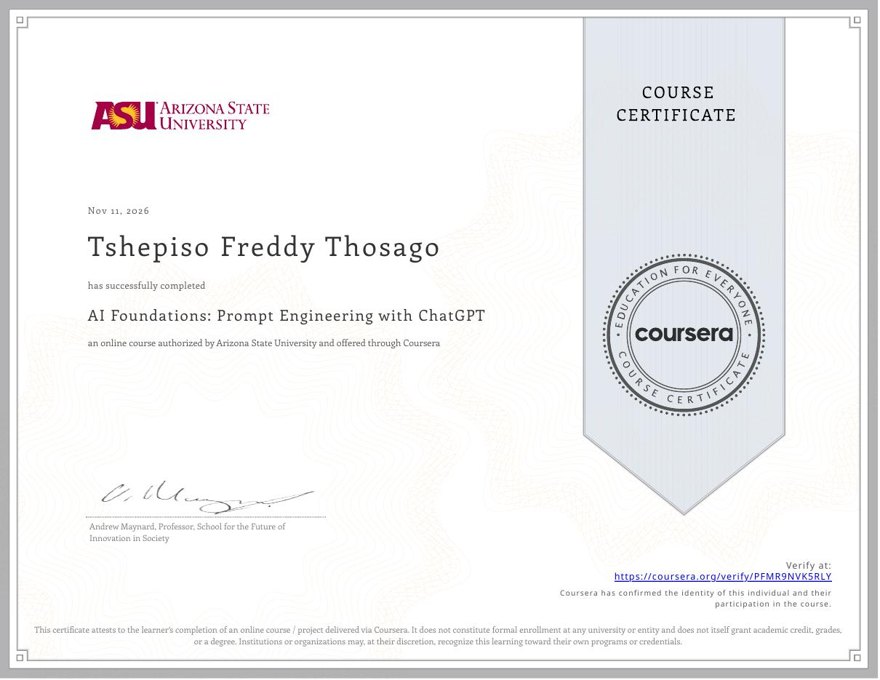 ASU ARIZONA STATE
UNIVERSITY
COURSE
CERTIFICATE
Nov 11, 2026
Tshepiso Freddy Thosago
has successfully completed
AI Foundations: Prompt Engineering with ChatGPT
an online course authorized by Arizona State University and offered through Coursera
EDUCATION FOR EVERYONE
coursera
COURSE CERTIFICATE
Andrew Maynard, Professor, School for the Future of
Innovation in Society
Verify at:
https://coursera.org/verify/PFMR9NVK5RLY
Coursera has confirmed the identity of this individual and their
participation in the course.
This certificate attests to the learner's completion of an online course / project delivered via Coursera. It does not constitute formal enrollment at any university or entity and does not itself grant academic credit, grades,
or a degree. Institutions or organizations may, at their discretion, recognize this learning toward their own programs or credentials.